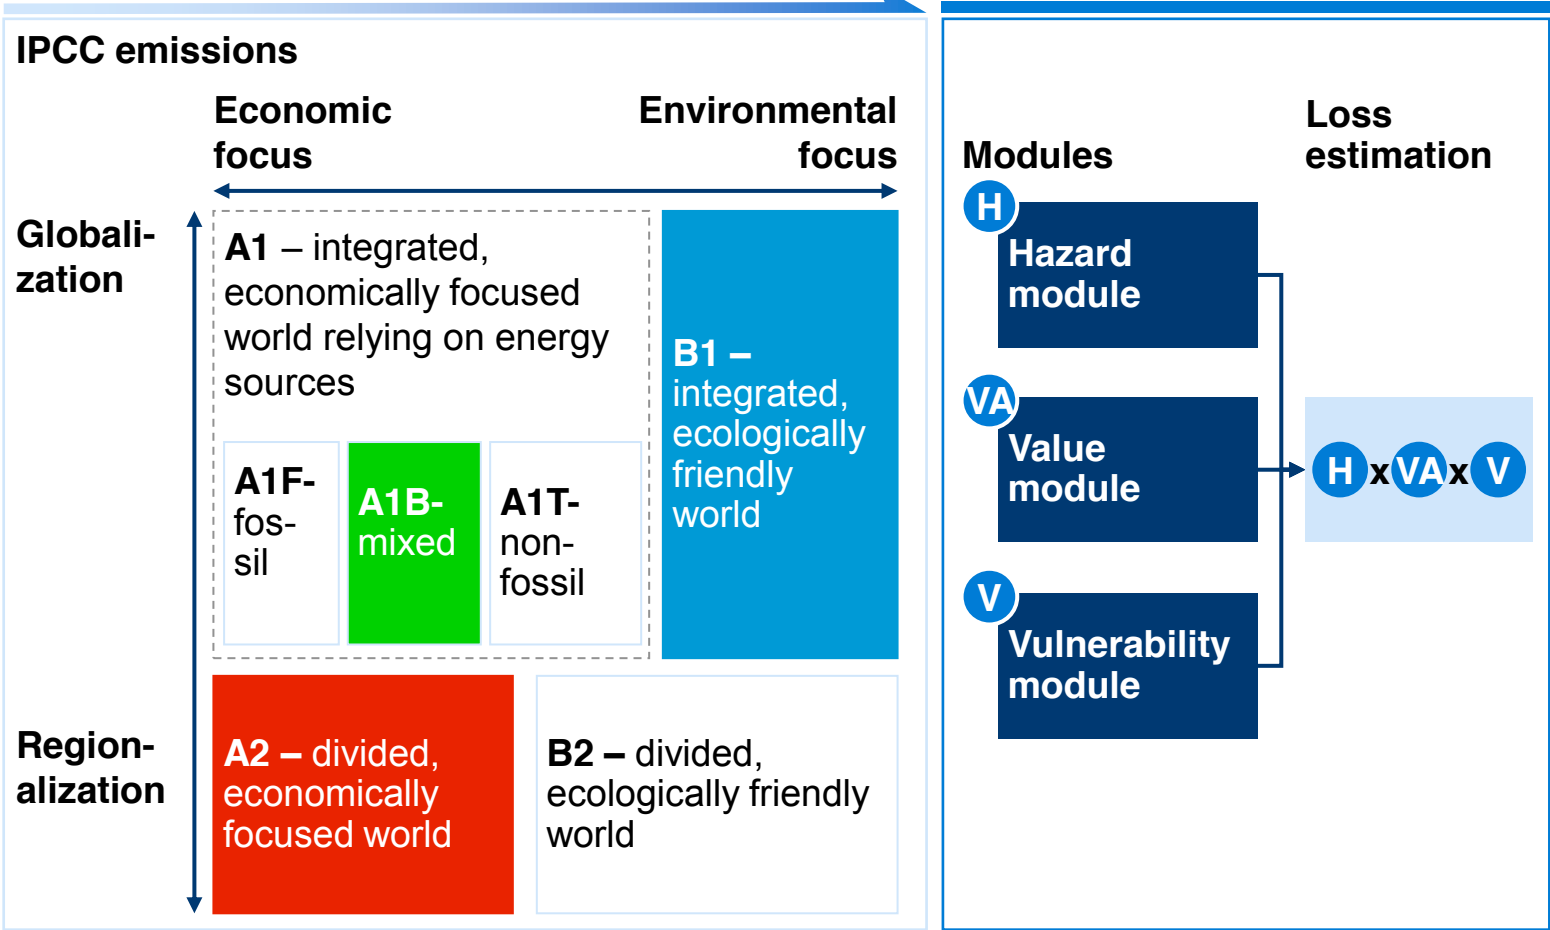 IPCC emissions
Economic
focus
Environmental
focus
Globali-
zation
A1 – integrated,
economically focused
world relying on energy
sources
A1F-
fos-
sil
A1B-
mixed
A1T-
non-
fossil
B1 –
integrated,
ecologically
friendly
world
Region-
alization
A2 – divided,
economically
focused world
B2 – divided,
ecologically friendly
world
Modules
Loss
estimation
H
Hazard
module
VA
Value
module
V
Vulnerability
module
H x VA x V